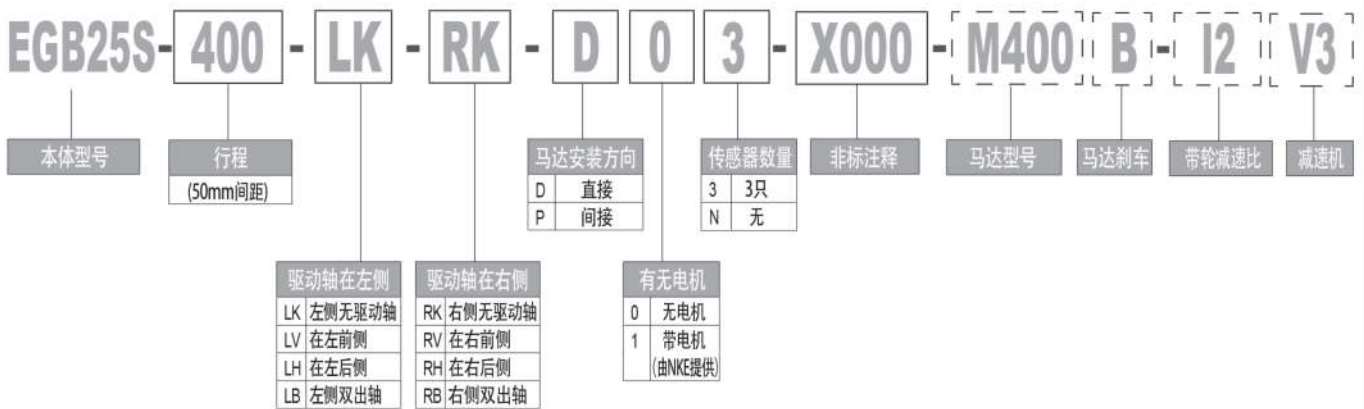 EGB25S-400-LK-RK-D03-X000-M400B-I2V3
本体型号 行程 马达安装方向 传感器数量 非标注释 马达型号 马达刹车 带轮减速比 减速机
(50mm间距)
D 直接
P 间接
3 3只
N 无
驱动轴在左侧
LK 左侧无驱动轴
LV 在左前侧
LH 在左后侧
LB 左侧双出轴
驱动轴在右侧
RK 右侧无驱动轴
RV 在右前侧
RH 在右后侧
RB 右侧双出轴
有无电机
0 无电机
1 带电机
(由NKE提供)